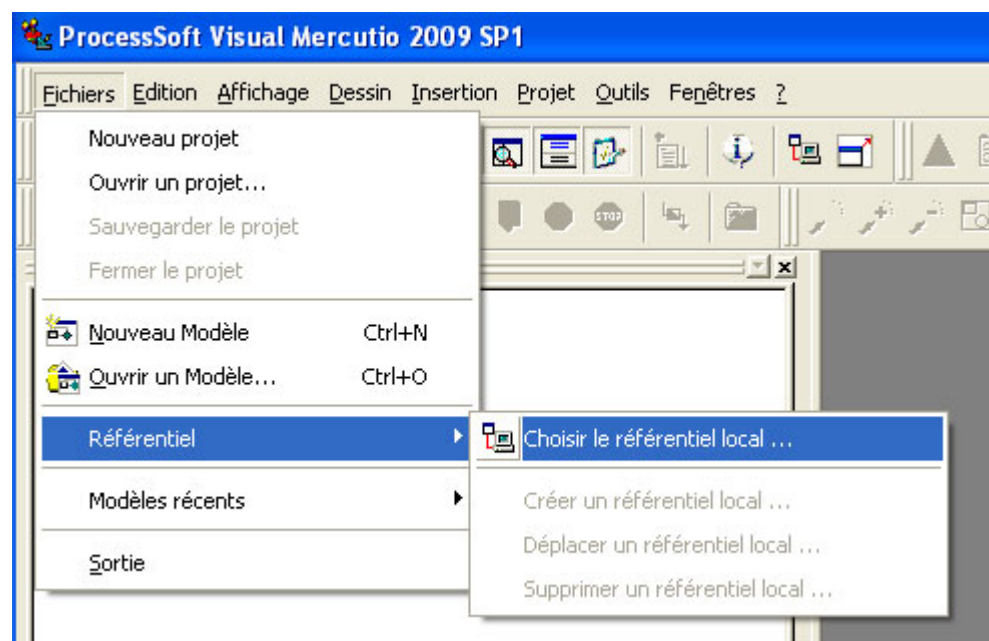 ProcessSoft Visual Mercutio 2009 SP1
Fichiers Edition Affichage Dessin Insertion Projet Outils Fenêtres ?
Nouveau projet
Ouvrir un projet...
STOP
Sauvegarder le projet
Fermer le projet
Nouveau Modèle Ctrl+N
Ouvrir un Modèle... Ctrl+O
Référentiel
Choisir le référentiel local ...
Modèles récents
Créer un référentiel local ...
Déplacer un référentiel local ...
Sortie
Supprimer un référentiel local ...